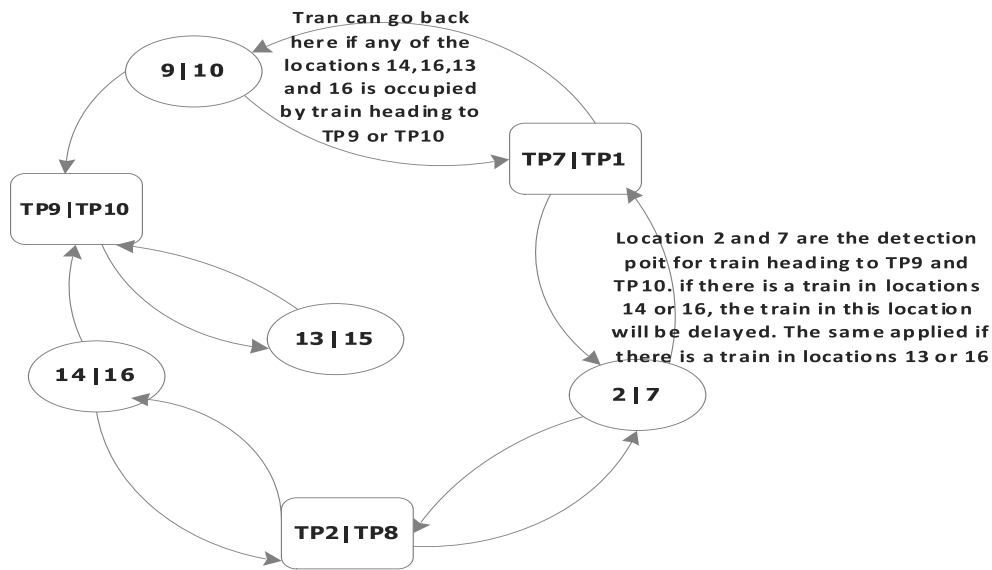 Tran can go back
here if any of the
locations 14,16,13
and 16 is occupied
by train heading to
TP9 or TP10
9|10
TP7|TP1
TP9|TP10
Location 2 and 7 are the detection
poit for train heading to TP9 and
TP10. if there is a train in locations
14 or 16, the train in this location
will be delayed. The same applied if
there is a train in locations 13 or 16
13|15
14|16
2|7
TP2|TP8